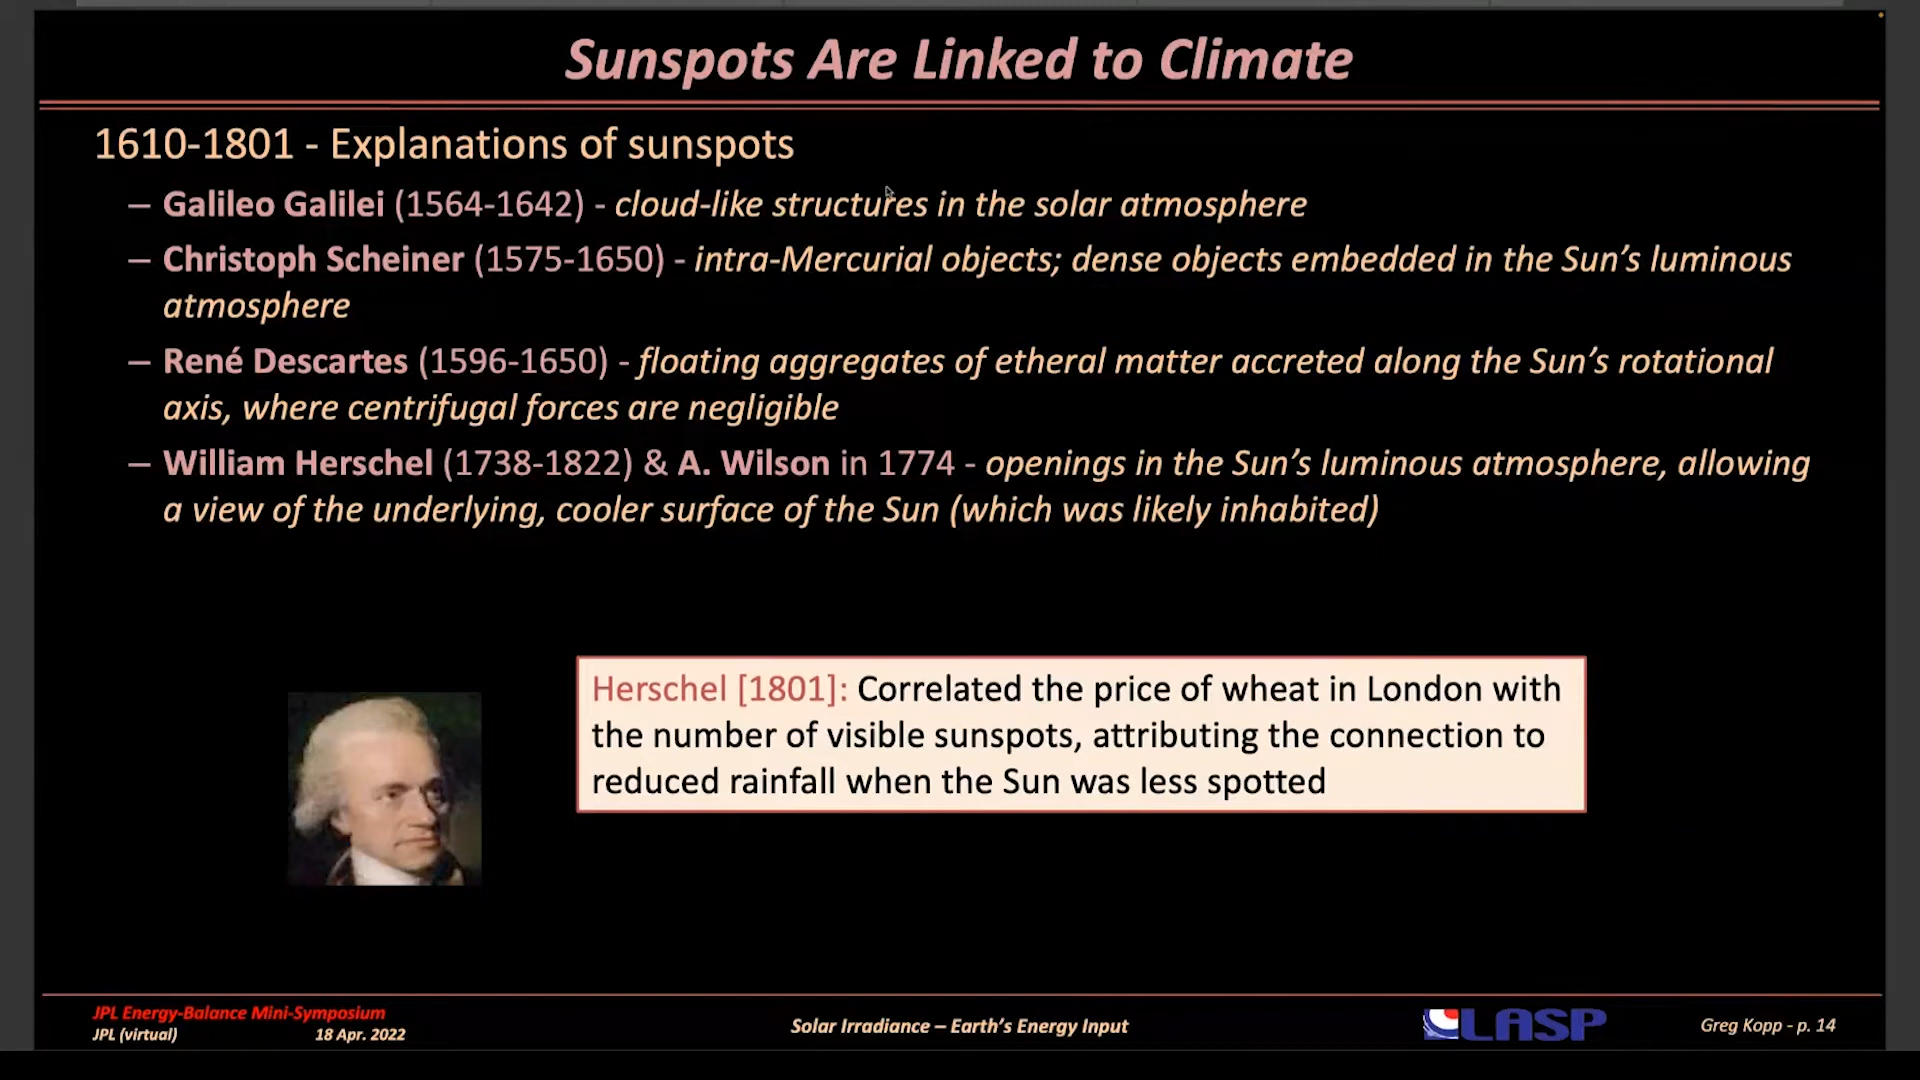 Sunspots Are Linked to Climate
1610-1801 - Explanations of sunspots
– Galileo Galilei (1564-1642) - cloud-like structures in the solar atmosphere
– Christoph Scheiner (1575-1650) - intra-Mercurial objects; dense objects embedded in the Sun’s luminous
atmosphere
– René Descartes (1596-1650) - floating aggregates of etheral matter accreted along the Sun’s rotational
axis, where centrifugal forces are negligible
– William Herschel (1738-1822) & A. Wilson in 1774 - openings in the Sun’s luminous atmosphere, allowing
a view of the underlying, cooler surface of the Sun (which was likely inhabited)
Herschel [1801]: Correlated the price of wheat in London with
the number of visible sunspots, attributing the connection to
reduced rainfall when the Sun was less spotted
JPL Energy-Balance Mini-Symposium
JPL (virtual) 18 Apr. 2022
Solar Irradiance – Earth’s Energy Input
LASP
Greg Kopp - p. 14